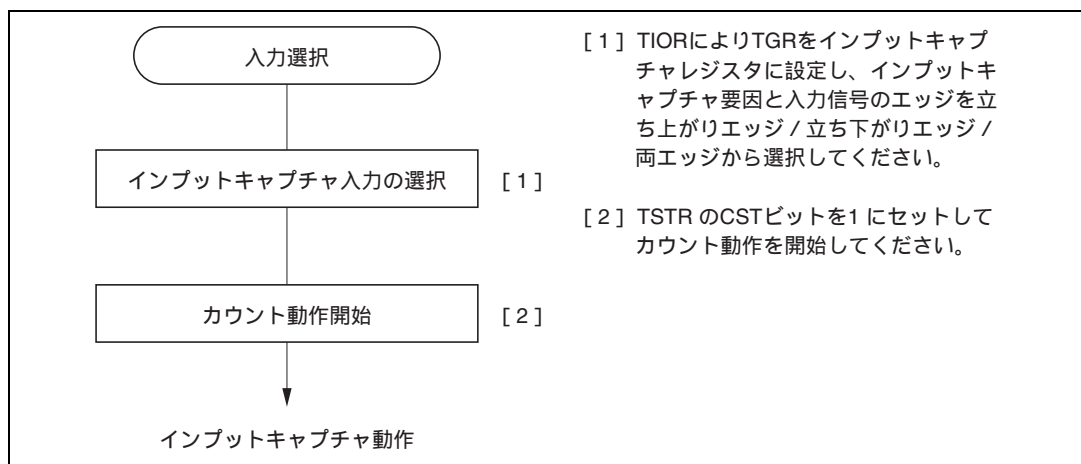 入力選択
インプットキャプチャ入力の選択 [1]
カウント動作開始 [2]
インプットキャプチャ動作
[1] TIORによりTGRをインプットキャプ
チャレジスタに設定し、インプットキ
ャプチャ要因と入力信号のエッジを立
ち上がりエッジ / 立ち下がりエッジ /
両エッジから選択してください。
[2] TSTR のCSTビットを1 にセットして
カウント動作を開始してください。